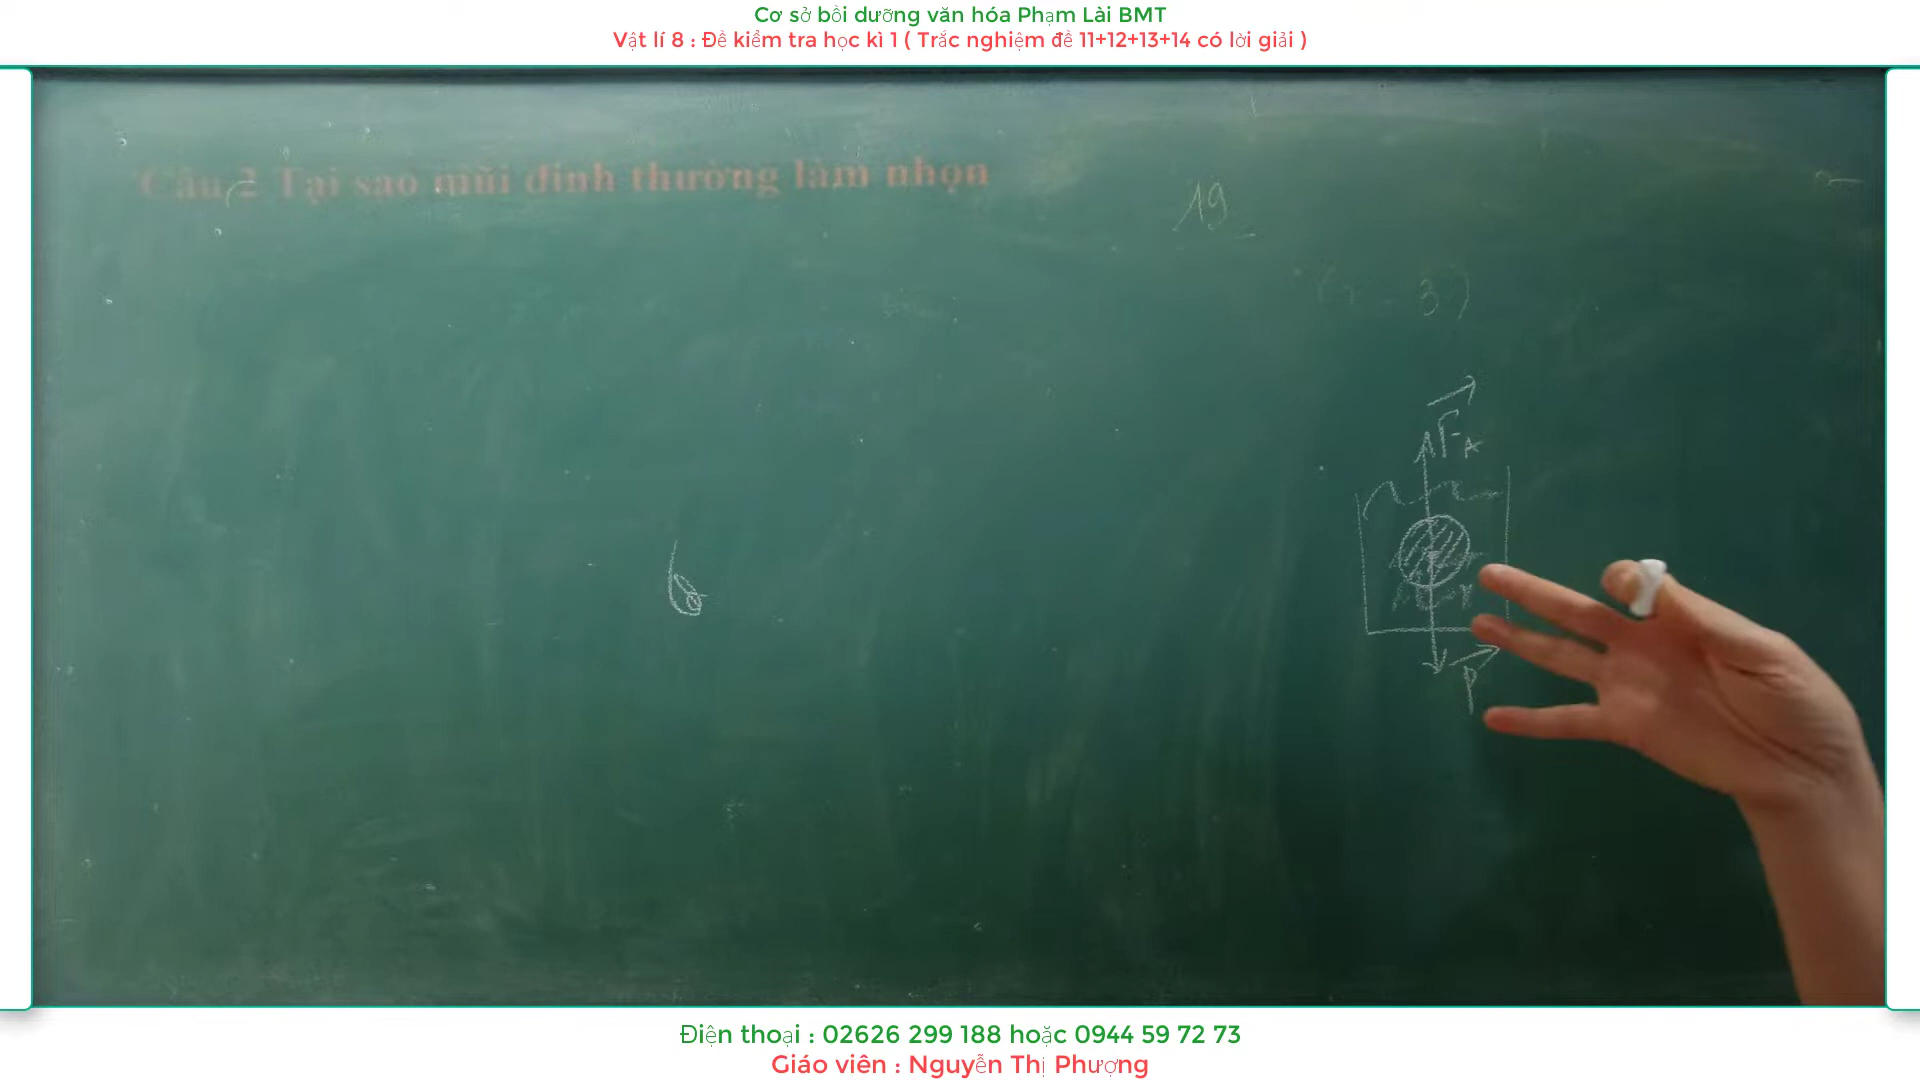 Cơ sở bồi dưỡng văn hóa Phạm Lài BMT
Vật lí 8 : Đề kiểm tra học kì 1 ( Trắc nghiệm đề 11+12+13+14 có lời giải )
Câu 2 Tại sao mũi đinh thường làm nhọn
19
F A
P
Điện thoại : 02626 299 188 hoặc 0944 59 72 73
Giáo viên : Nguyễn Thị Phượng